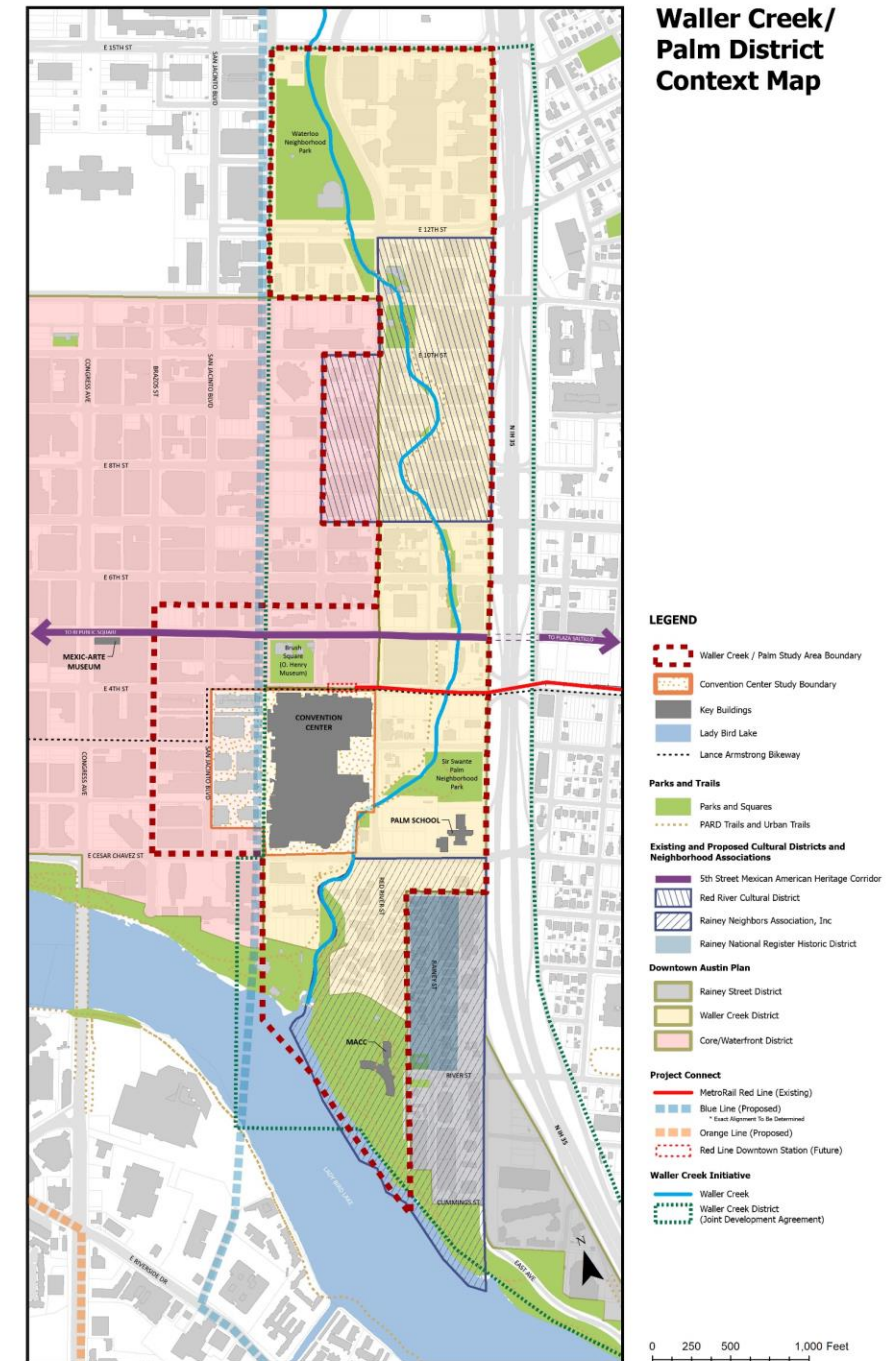 Waller Creek/
Palm District
Context Map
E 15TH ST
SAN JACINTO BLVD
Waterloo
Neighborhood
Park
E 12TH ST
E 10TH ST
CONGRESS AVE
BRAZOS ST
SAN JACINTO BLVD
N IH 35
E 8TH ST
E 6TH ST
TO REPUBLIC SQUARE
TO PLAZA SALTILLO
MEXIC-ARTE
MUSEUM
Brush
Square
(O. Henry
Museum)
E 4TH ST
CONVENTION
CENTER
CONGRESS AVE
SAN JACINTO BLVD
Sir Swante
Palm
Neighborhood
Park
PALM SCHOOL
E CESAR CHAVEZ ST
RED RIVER ST
RAINEY ST
MACC
RIVER ST
N IH 35
LADY BIRD LAKE
CUMMINGS ST
EAST AVE
E RIVERSIDE DR
N
LEGEND
Waller Creek / Palm Study Area Boundary
Convention Center Study Boundary
Key Buildings
Lady Bird Lake
Lance Armstrong Bikeway
Parks and Trails
Parks and Squares
PARD Trails and Urban Trails
Existing and Proposed Cultural Districts and
Neighborhood Associations
5th Street Mexican American Heritage Corridor
Red River Cultural District
Rainey Neighbors Association, Inc
Rainey National Register Historic District
Downtown Austin Plan
Rainey Street District
Waller Creek District
Core/Waterfront District
Project Connect
MetroRail Red Line (Existing)
Blue Line (Proposed)
* Exact Alignment To Be Determined
Orange Line (Proposed)
Red Line Downtown Station (Future)
Waller Creek Initiative
Waller Creek
Waller Creek District
(Joint Development Agreement)
0 250 500 1,000 Feet